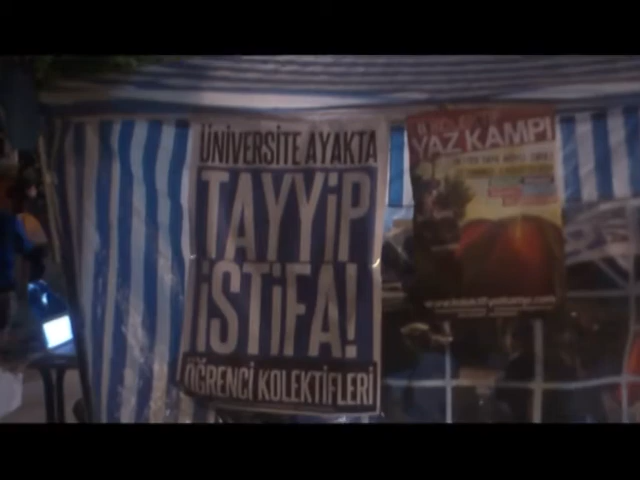 ÜNİVERSİTE AYAKTA
TAYYİP
İSTİFA!
ÖĞRENCİ KOLEKTİFLERİ
YAZ KAMPI